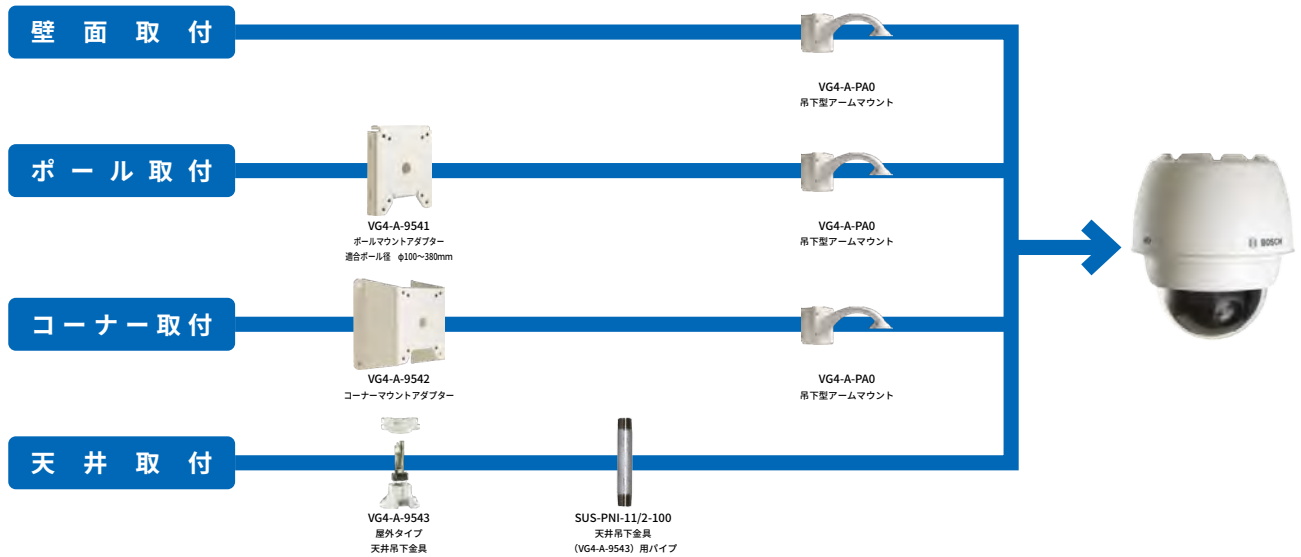 壁面取付
VG4-A-PA0
吊下型アームマウント
ポール取付
VG4-A-9541
ポールマウントアダプター
適合ポール径 φ100~380mm
VG4-A-PA0
吊下型アームマウント
コーナー取付
VG4-A-9542
コーナーマウントアダプター
VG4-A-PA0
吊下型アームマウント
BOSCH
天井取付
VG4-A-9543
屋外タイプ
天井吊下金具
SUS-PNI-11/2-100
天井吊下金具
(VG4-A-9543)用パイプ